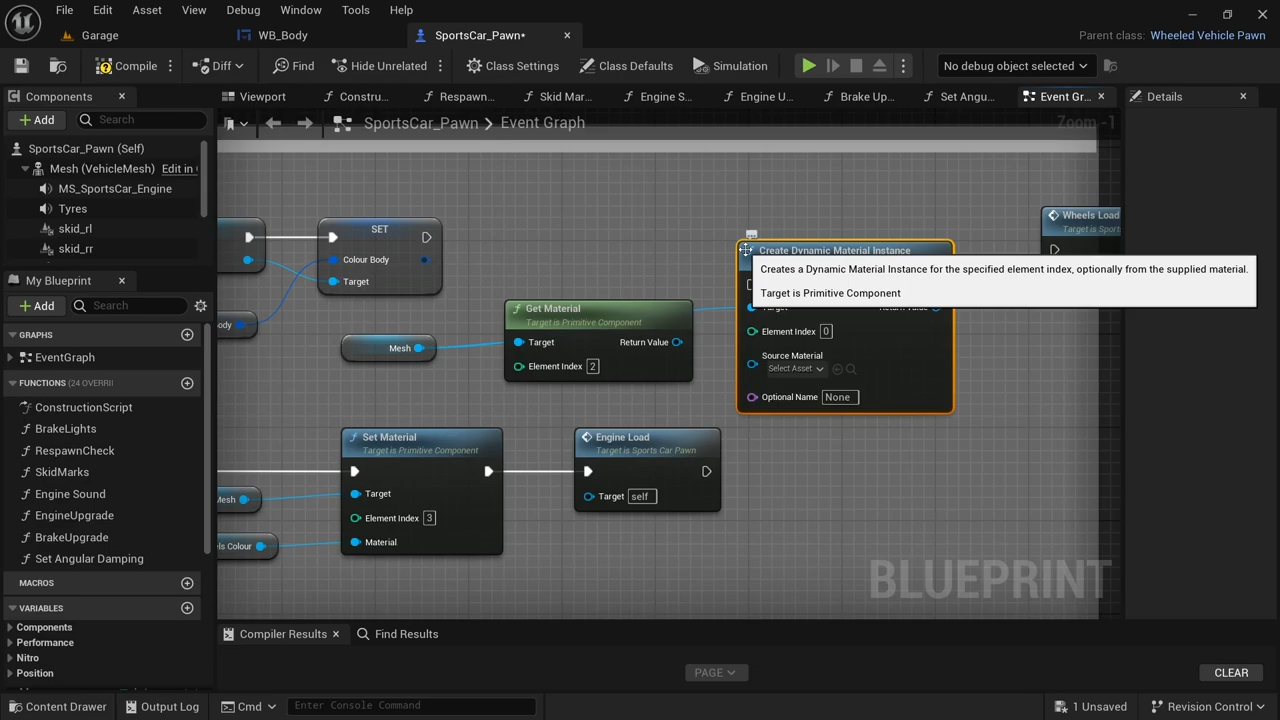 File Edit Asset View Debug Window Tools Help
Garage
WB_Body
SportsCar_Pawn•
Parent class: Wheeled Vehicle Pawn
Compile
Diff
Find
Hide Unrelated
Class Settings
Class Defaults
Simulation
No debug object selected
Components
Viewport
Constru...
Respawn...
Skid Mar...
Engine S...
Engine U...
Brake Up...
Set Angu...
Event Gr...
Details
+ Add
Search
SportsCar_Pawn > Event Graph
Zoom -1
SportsCar_Pawn (Self)
Mesh (VehicleMesh) Edit in
MS_SportsCar_Engine
Tyres
skid_rl
skid_rr
My Blueprint
+ Add
Search
GRAPHS
EventGraph
FUNCTIONS (24 OVERRI
ConstructionScript
BrakeLights
RespawnCheck
SkidMarks
Engine Sound
EngineUpgrade
BrakeUpgrade
Set Angular Damping
MACROS
VARIABLES
Components
Performance
Nitro
Position
SET
Colour Body
Target
ody
Mesh
Get Material
Target is Primitive Component
Target
Return Value
Element Index 2
Create Dynamic Material Instance
Creates a Dynamic Material Instance for the specified element index, optionally from the supplied material.
Target is Primitive Component
Element Index 0
Source Material
Select Asset
Optional Name None
Wheels Load
Target is Sport
Set Material
Target is Primitive Component
Target
Element Index 3
Material
Mesh
els Colour
Engine Load
Target is Sports Car Pawn
Target self
BLUEPRINT
Compiler Results
Find Results
PAGE
CLEAR
Content Drawer
Output Log
Cmd
Enter Console Command
1 Unsaved
Revision Control